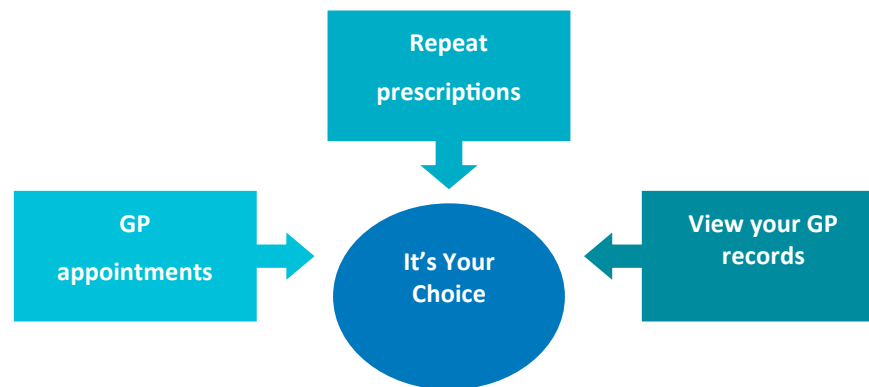 Repeat
prescriptions
GP
appointments
It’s Your
Choice
View your GP
records